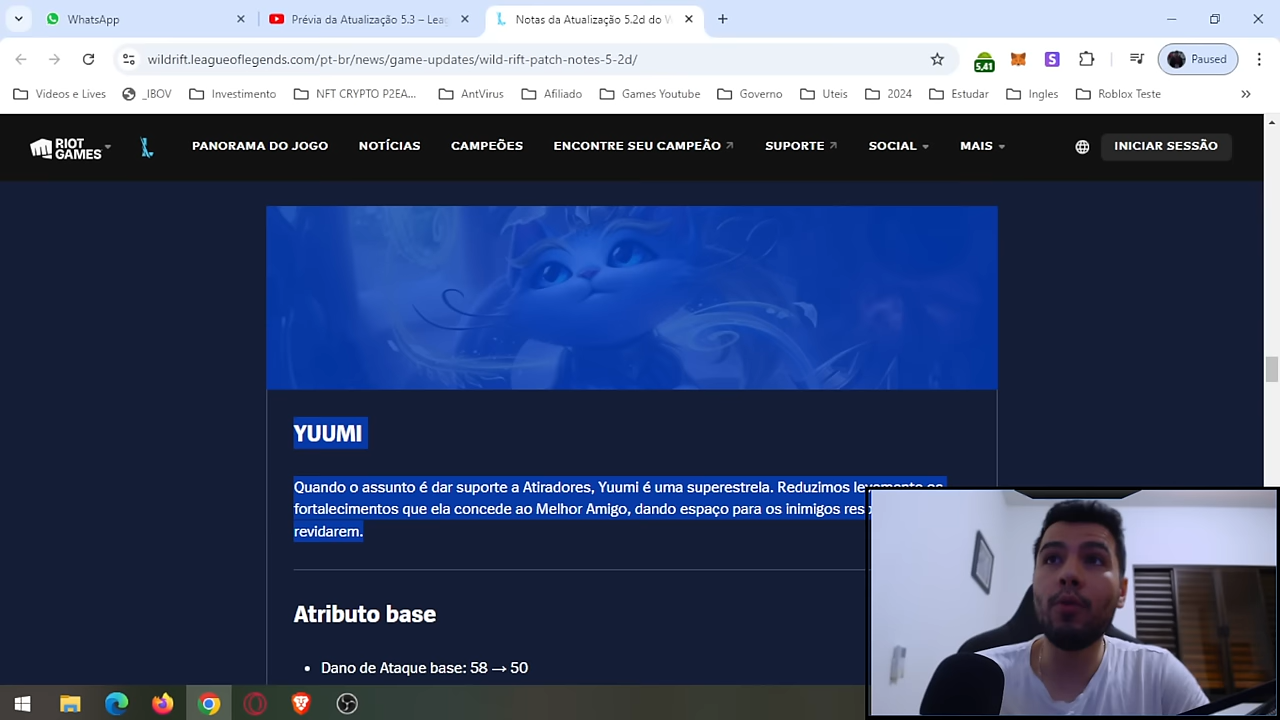 WhatsApp
Prévia da Atualização 5.3 – Lea
Notas da Atualização 5.2d do W
wildrift.leagueoflegends.com/pt-br/news/game-updates/wild-rift-patch-notes-5-2d/
5,41
S
Paused
Videos e Lives
_IBOV
Investimento
NFT CRYPTO P2EA...
AntVirus
Afiliado
Games Youtube
Governo
Uteis
2024
Estudar
Ingles
Roblox Teste
RIOT GAMES
PANORAMA DO JOGO
NOTÍCIAS
CAMPEÕES
ENCONTRE SEU CAMPEÃO
SOCIAL
SUPORTE
MAIS
INICIAR SESSÃO
YUUMI
Quando o assunto é dar suporte a Atiradores, Yuumi é uma superestrela. Reduzimos levemente os
fortalecimentos que ela concede ao Melhor Amigo, dando espaço para os inimigos
revidarem.
Atributo base
Dano de Ataque base: 58 → 50